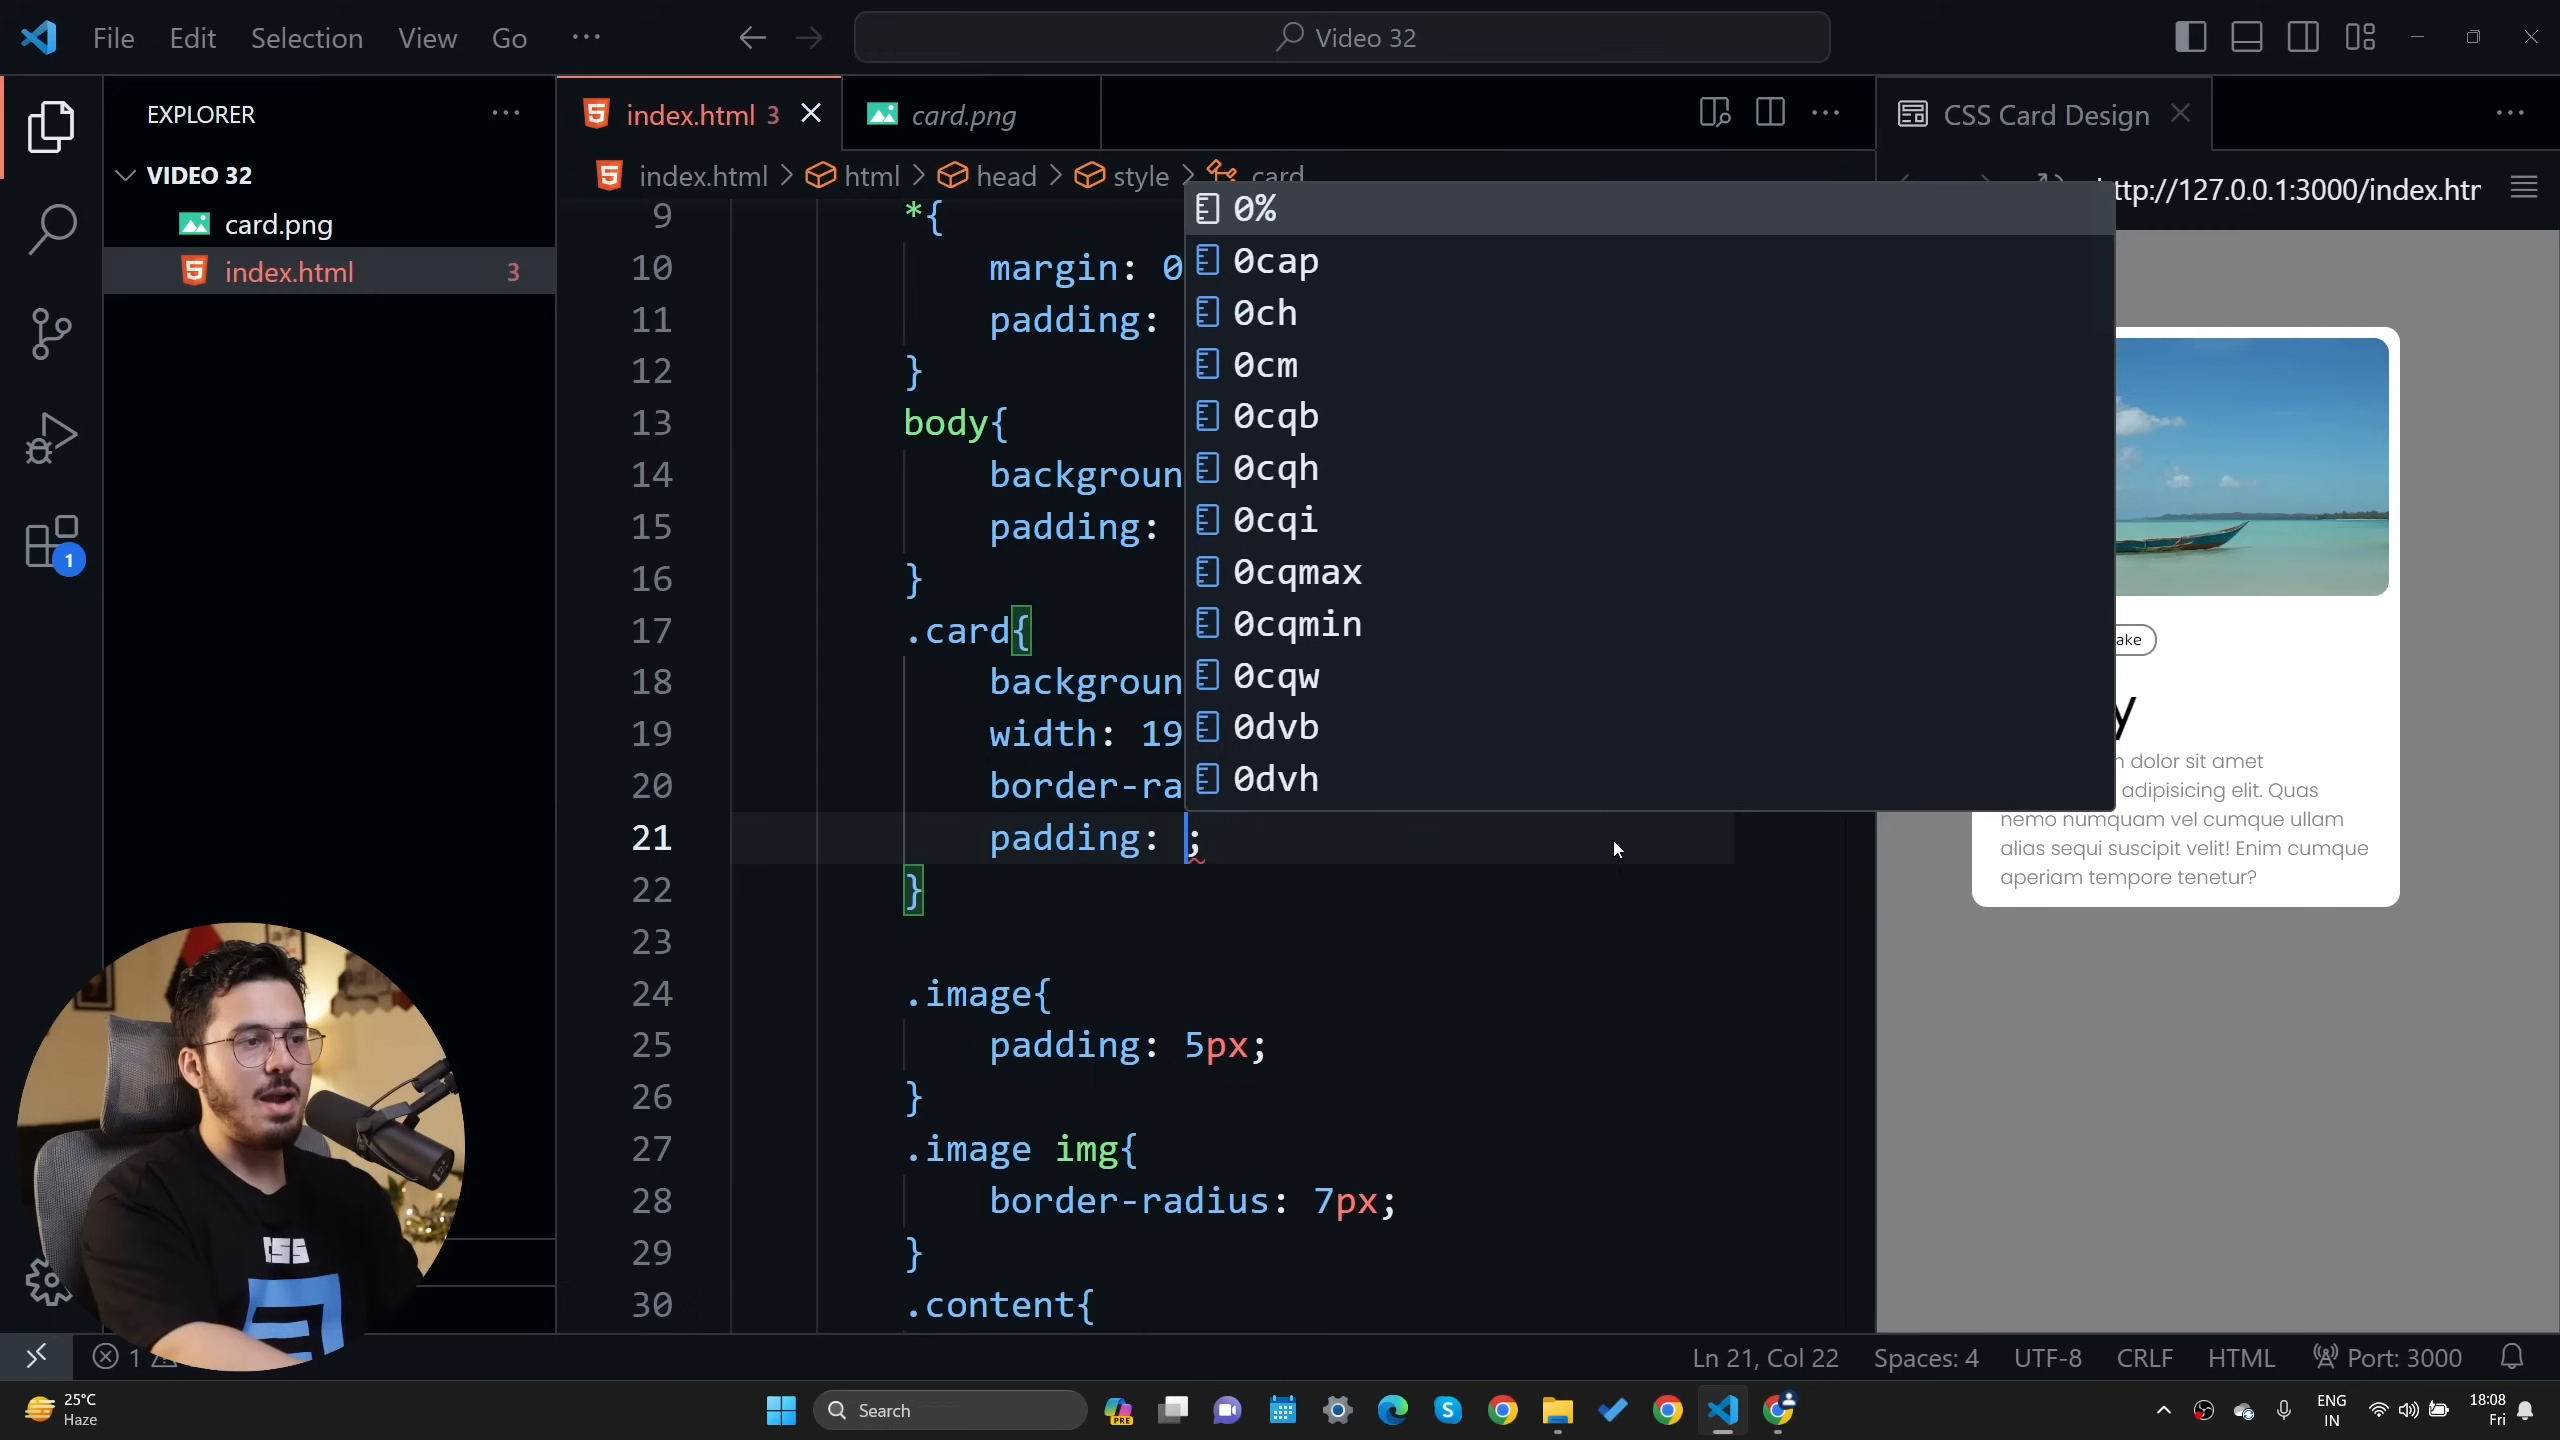 File Edit Selection View Go ···
Video 32
EXPLORER
VIDEO 32
card.png
index.html 3
index.html 3
card.png
index.html > html > head > style > card
9 *{
10 margin: 0
11 padding:
12 }
13 body{
14 backgroun
15 padding:
16 }
17 .card{
18 backgroun
19 width: 19
20 border-ra
21 padding: ;
22 }
23
24 .image{
25 padding: 5px;
26 }
27 .image img{
28 border-radius: 7px;
29 }
30 .content{
0%
0cap
0ch
0cm
0cqb
0cqh
0cqi
0cqmax
0cqmin
0cqw
0dvb
0dvh
CSS Card Design
ttp://127.0.0.1:3000/index.htr
ake
y
dolor sit amet
adipisicing elit. Quas
nemo numquam vel cumque ullam
alias sequi suscipit velit! Enim cumque
aperiam tempore tenetur?
1
CSS
1
Ln 21, Col 22 Spaces: 4 UTF-8 CRLF HTML Port: 3000
25°C
Haze
Search
PRE
ENG
IN
18:08
Fri